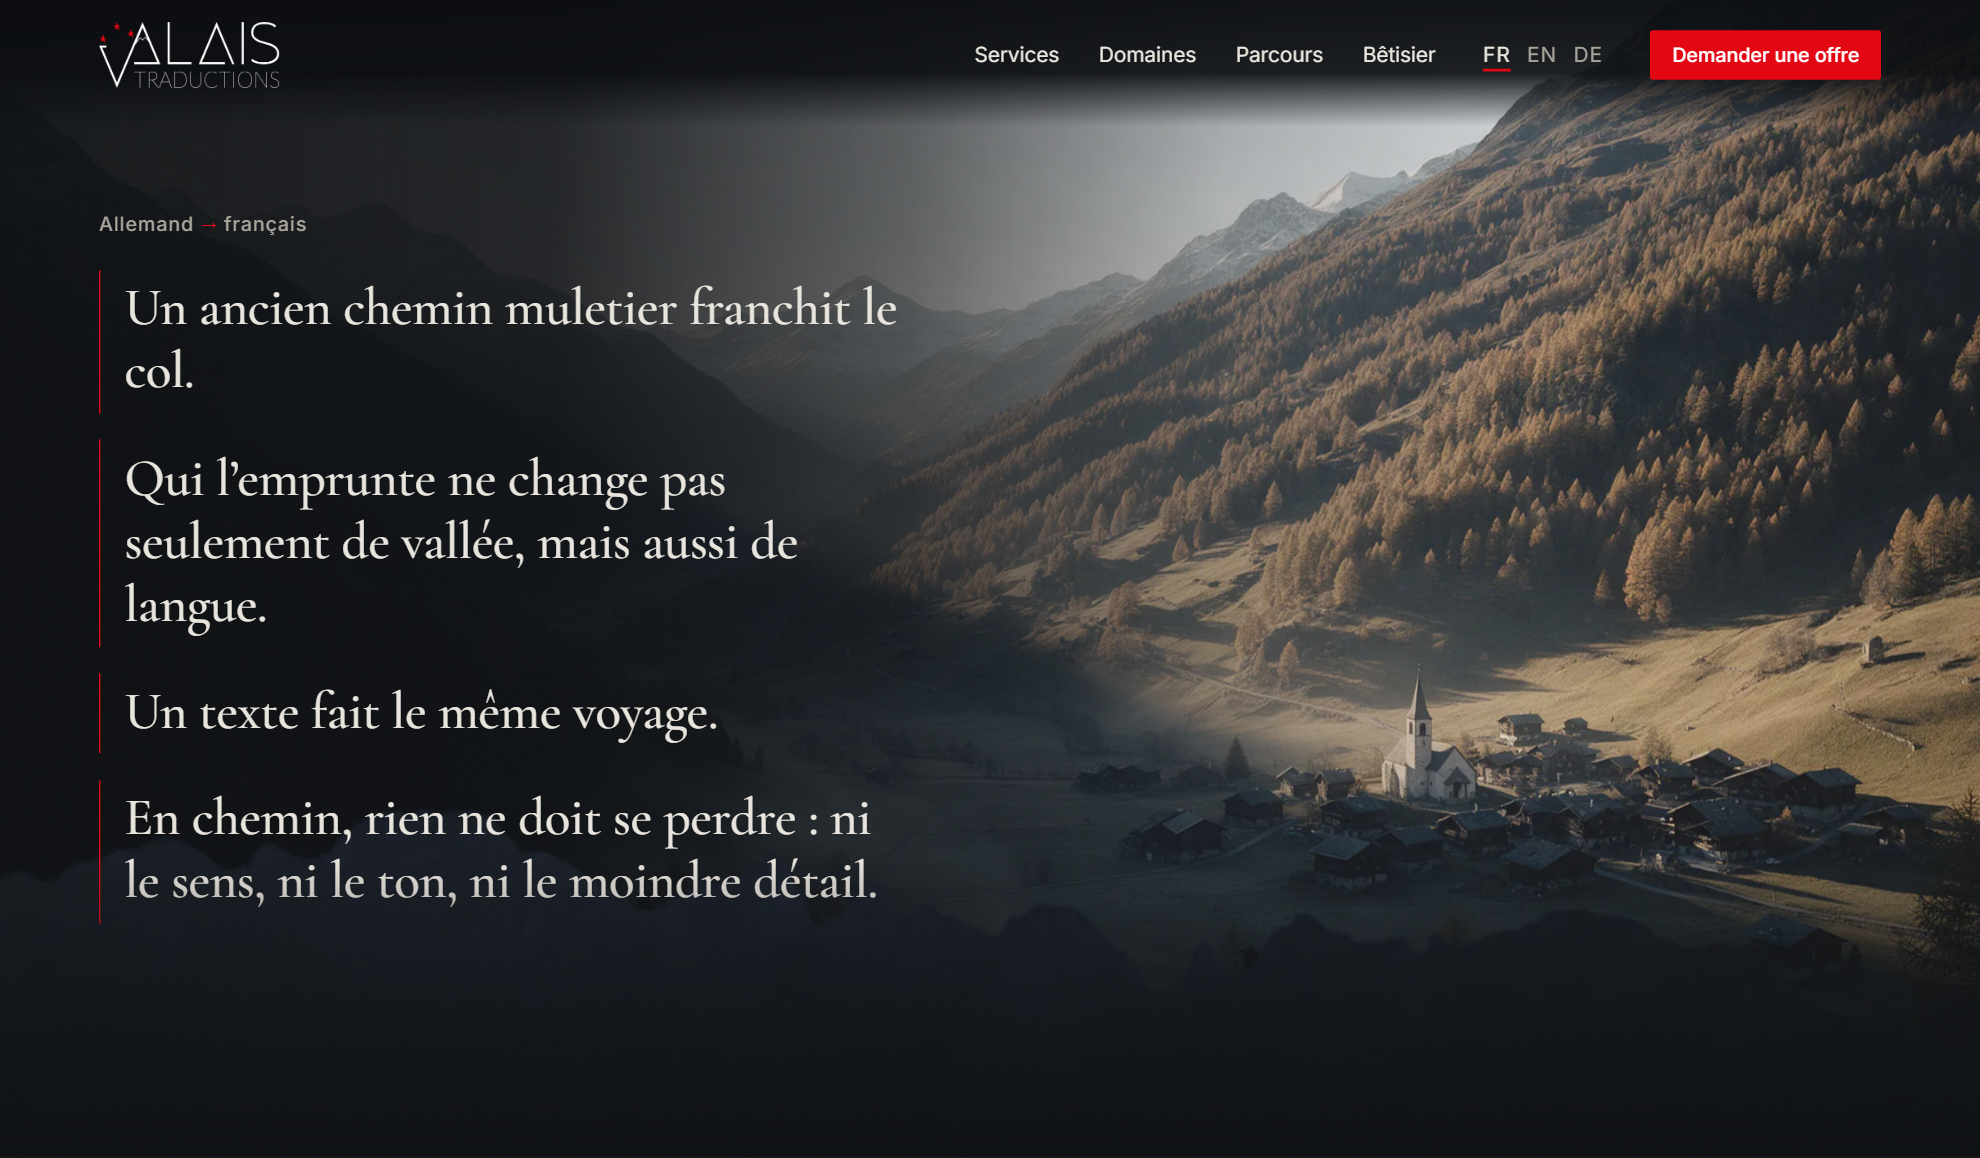 VALAIS
TRADUCTIONS
Services Domaines Parcours Bêtisier FR EN DE Demander une offre
Allemand → français
Un ancien chemin muletier franchit le
col.
Qui l’emprunte ne change pas
seulement de vallée, mais aussi de
langue.
Un texte fait le même voyage.
En chemin, rien ne doit se perdre : ni
le sens, ni le ton, ni le moindre détail.